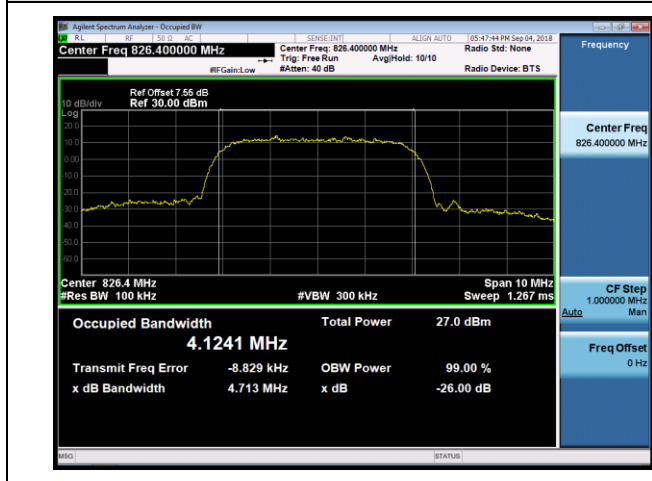 Agilent Spectrum Analyzer - Occupied BW
RL RF 50 Ω AC SENSE:INT ALIGN AUTO 05:47:44 PM Sep 04, 2018
Center Freq 826.400000 MHz Center Freq: 826.400000 MHz Radio Std: None Frequency
Trig: Free Run Avg|Hold: 10/10
#IFGain:Low #Atten: 40 dB Radio Device: BTS
Ref Offset 7.55 dB
10 dB/div Ref 30.00 dBm
Log
20.0
10.0
0.00
-10.0
-20.0
-30.0
-40.0
-50.0
-60.0
Center Freq
826.400000 MHz
Center 826.4 MHz Span 10 MHz
#Res BW 100 kHz #VBW 300 kHz Sweep 1.267 ms
CF Step
1.000000 MHz
Auto Man
Occupied Bandwidth Total Power 27.0 dBm
4.1241 MHz
Transmit Freq Error -8.829 kHz OBW Power 99.00 %
x dB Bandwidth 4.713 MHz x dB -26.00 dB
Freq Offset
0 Hz
MSG STATUS